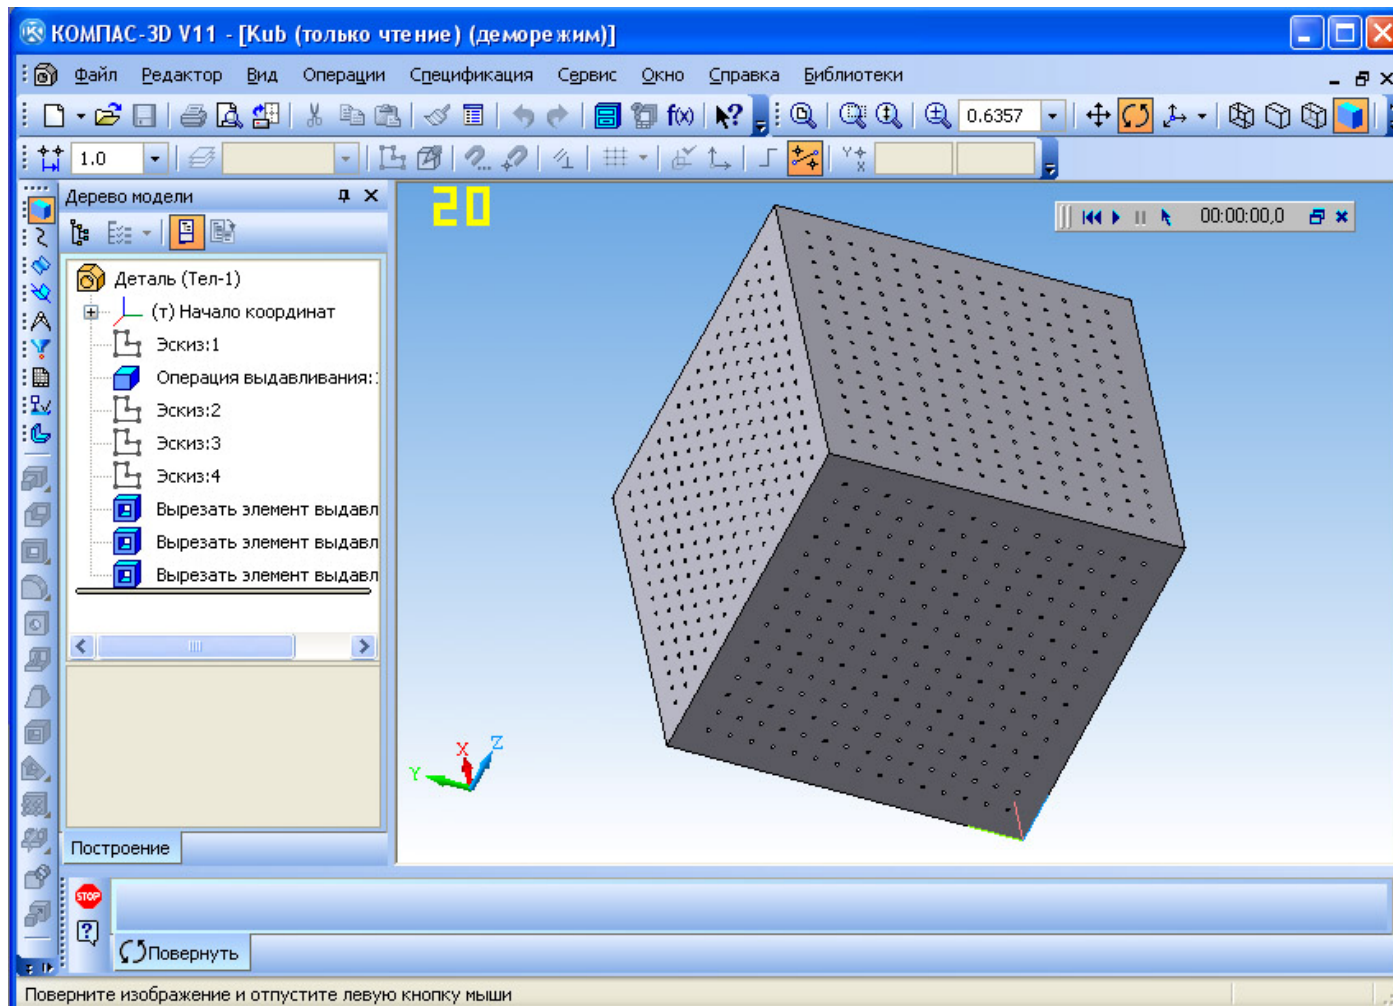 КОМПАС-3D V11 - [Kub (только чтение) (деморежим)]
Файл Редактор Вид Операции Спецификация Сервис Окно Справка Библиотеки
f(x) 0.6357
1.0
Дерево модели
20
00:00:00,0
Деталь (Тел-1)
(т) Начало координат
Эскиз:1
Операция выдавливания:
Эскиз:2
Эскиз:3
Эскиз:4
Вырезать элемент выдавл
Вырезать элемент выдавл
Вырезать элемент выдавл
X Z
Y
Построение
STOP
Повернуть
Поверните изображение и отпустите левую кнопку мыши